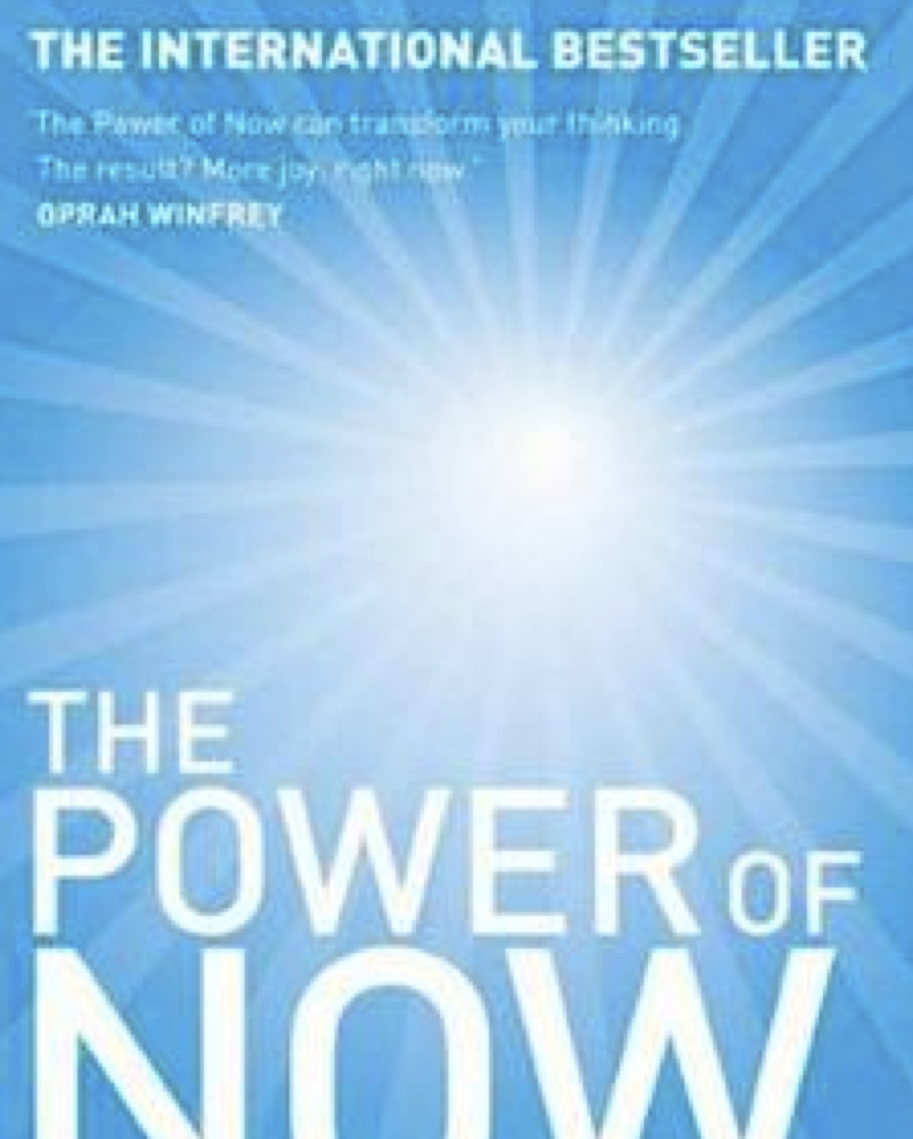 THE INTERNATIONAL BESTSELLER
'The Power of Now can transform your thinking.
The result? More joy, right now.'
OPRAH WINFREY
THE
POWER OF
NOW